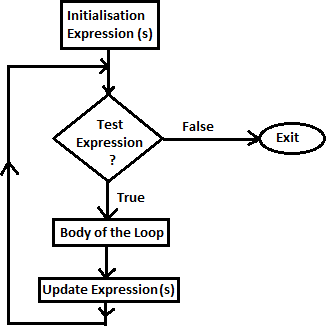 Initialisation
Expression (s)
Test
Expression
?
False
Exit
True
Body of the Loop
Update Expression(s)